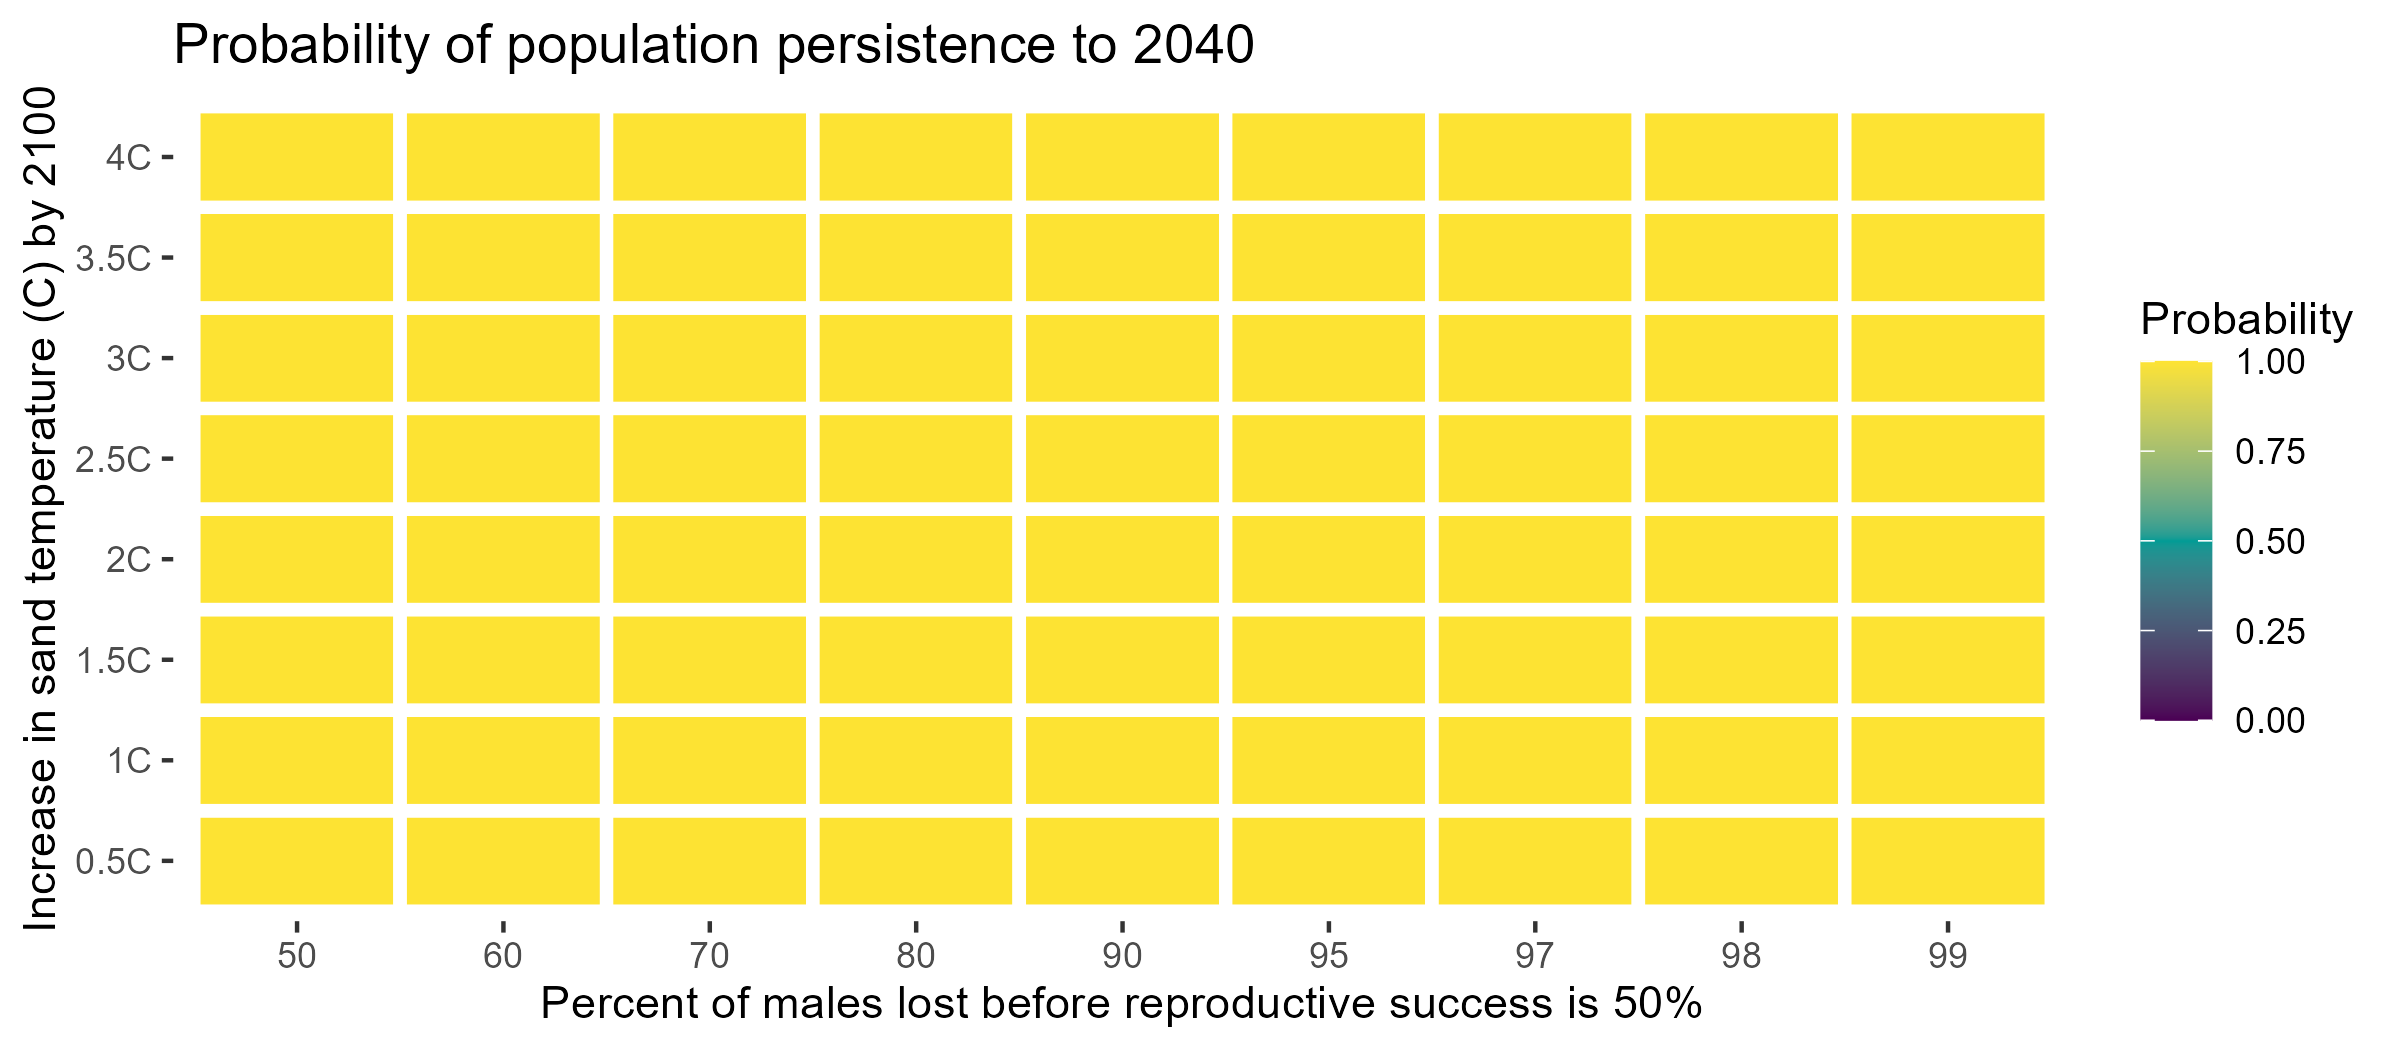 Probability of population persistence to 2040
Increase in sand temperature (C) by 2100
4C
3.5C
3C
2.5C
2C
1.5C
1C
0.5C
50 60 70 80 90 95 97 98 99
Percent of males lost before reproductive success is 50%
Probability
1.00
0.75
0.50
0.25
0.00